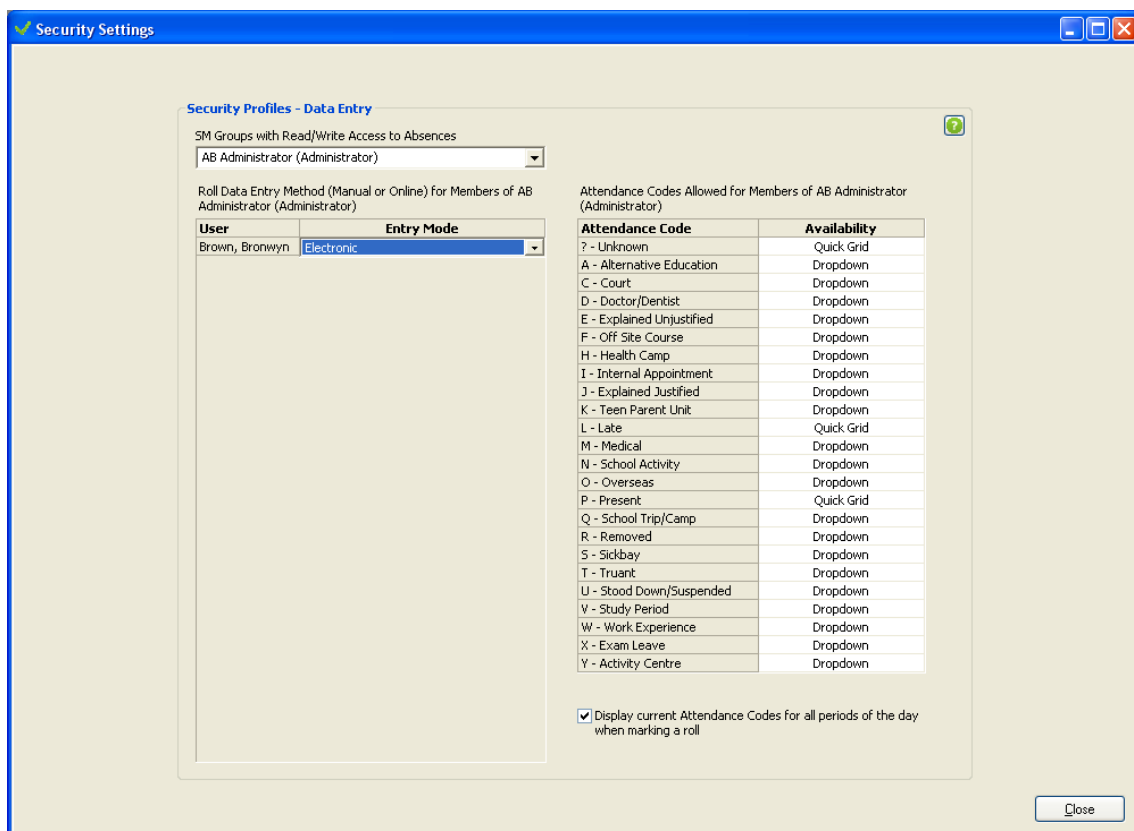 Security Settings
Security Profiles - Data Entry
SM Groups with Read/Write Access to Absences
AB Administrator (Administrator)
Roll Data Entry Method (Manual or Online) for Members of AB
Administrator (Administrator)
User Entry Mode
Brown, Bronwyn Electronic
Attendance Codes Allowed for Members of AB Administrator
(Administrator)
Attendance Code Availability
? - Unknown Quick Grid
A - Alternative Education Dropdown
C - Court Dropdown
D - Doctor/Dentist Dropdown
E - Explained Unjustified Dropdown
F - Off Site Course Dropdown
H - Health Camp Dropdown
I - Internal Appointment Dropdown
J - Explained Justified Dropdown
K - Teen Parent Unit Dropdown
L - Late Quick Grid
M - Medical Dropdown
N - School Activity Dropdown
O - Overseas Dropdown
P - Present Quick Grid
Q - School Trip/Camp Dropdown
R - Removed Dropdown
S - Sickbay Dropdown
T - Truant Dropdown
U - Stood Down/Suspended Dropdown
V - Study Period Dropdown
W - Work Experience Dropdown
X - Exam Leave Dropdown
Y - Activity Centre Dropdown
Display current Attendance Codes for all periods of the day
when marking a roll
Close